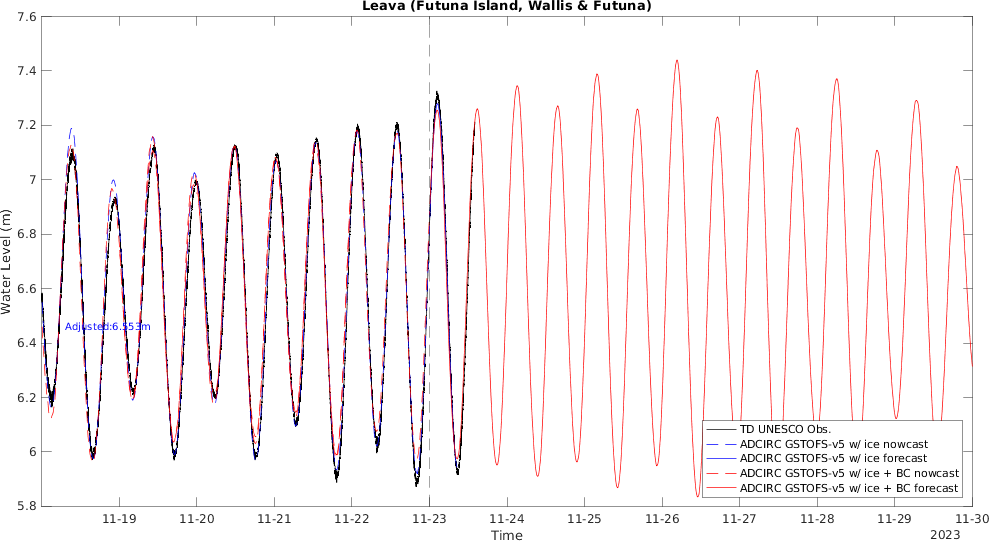 Leava (Futuna Island, Wallis & Futuna)
7.6
7.4
7.2
7
6.8
6.6
6.4
6.2
6
5.8
Water Level (m)
Adjusted:6.553m
TD UNESCO Obs.
ADCIRC GSTOFS-v5 w/ ice nowcast
ADCIRC GSTOFS-v5 w/ ice forecast
ADCIRC GSTOFS-v5 w/ ice + BC nowcast
ADCIRC GSTOFS-v5 w/ ice + BC forecast
11-19 11-20 11-21 11-22 11-23 11-24 11-25 11-26 11-27 11-28 11-29 11-30
Time
2023